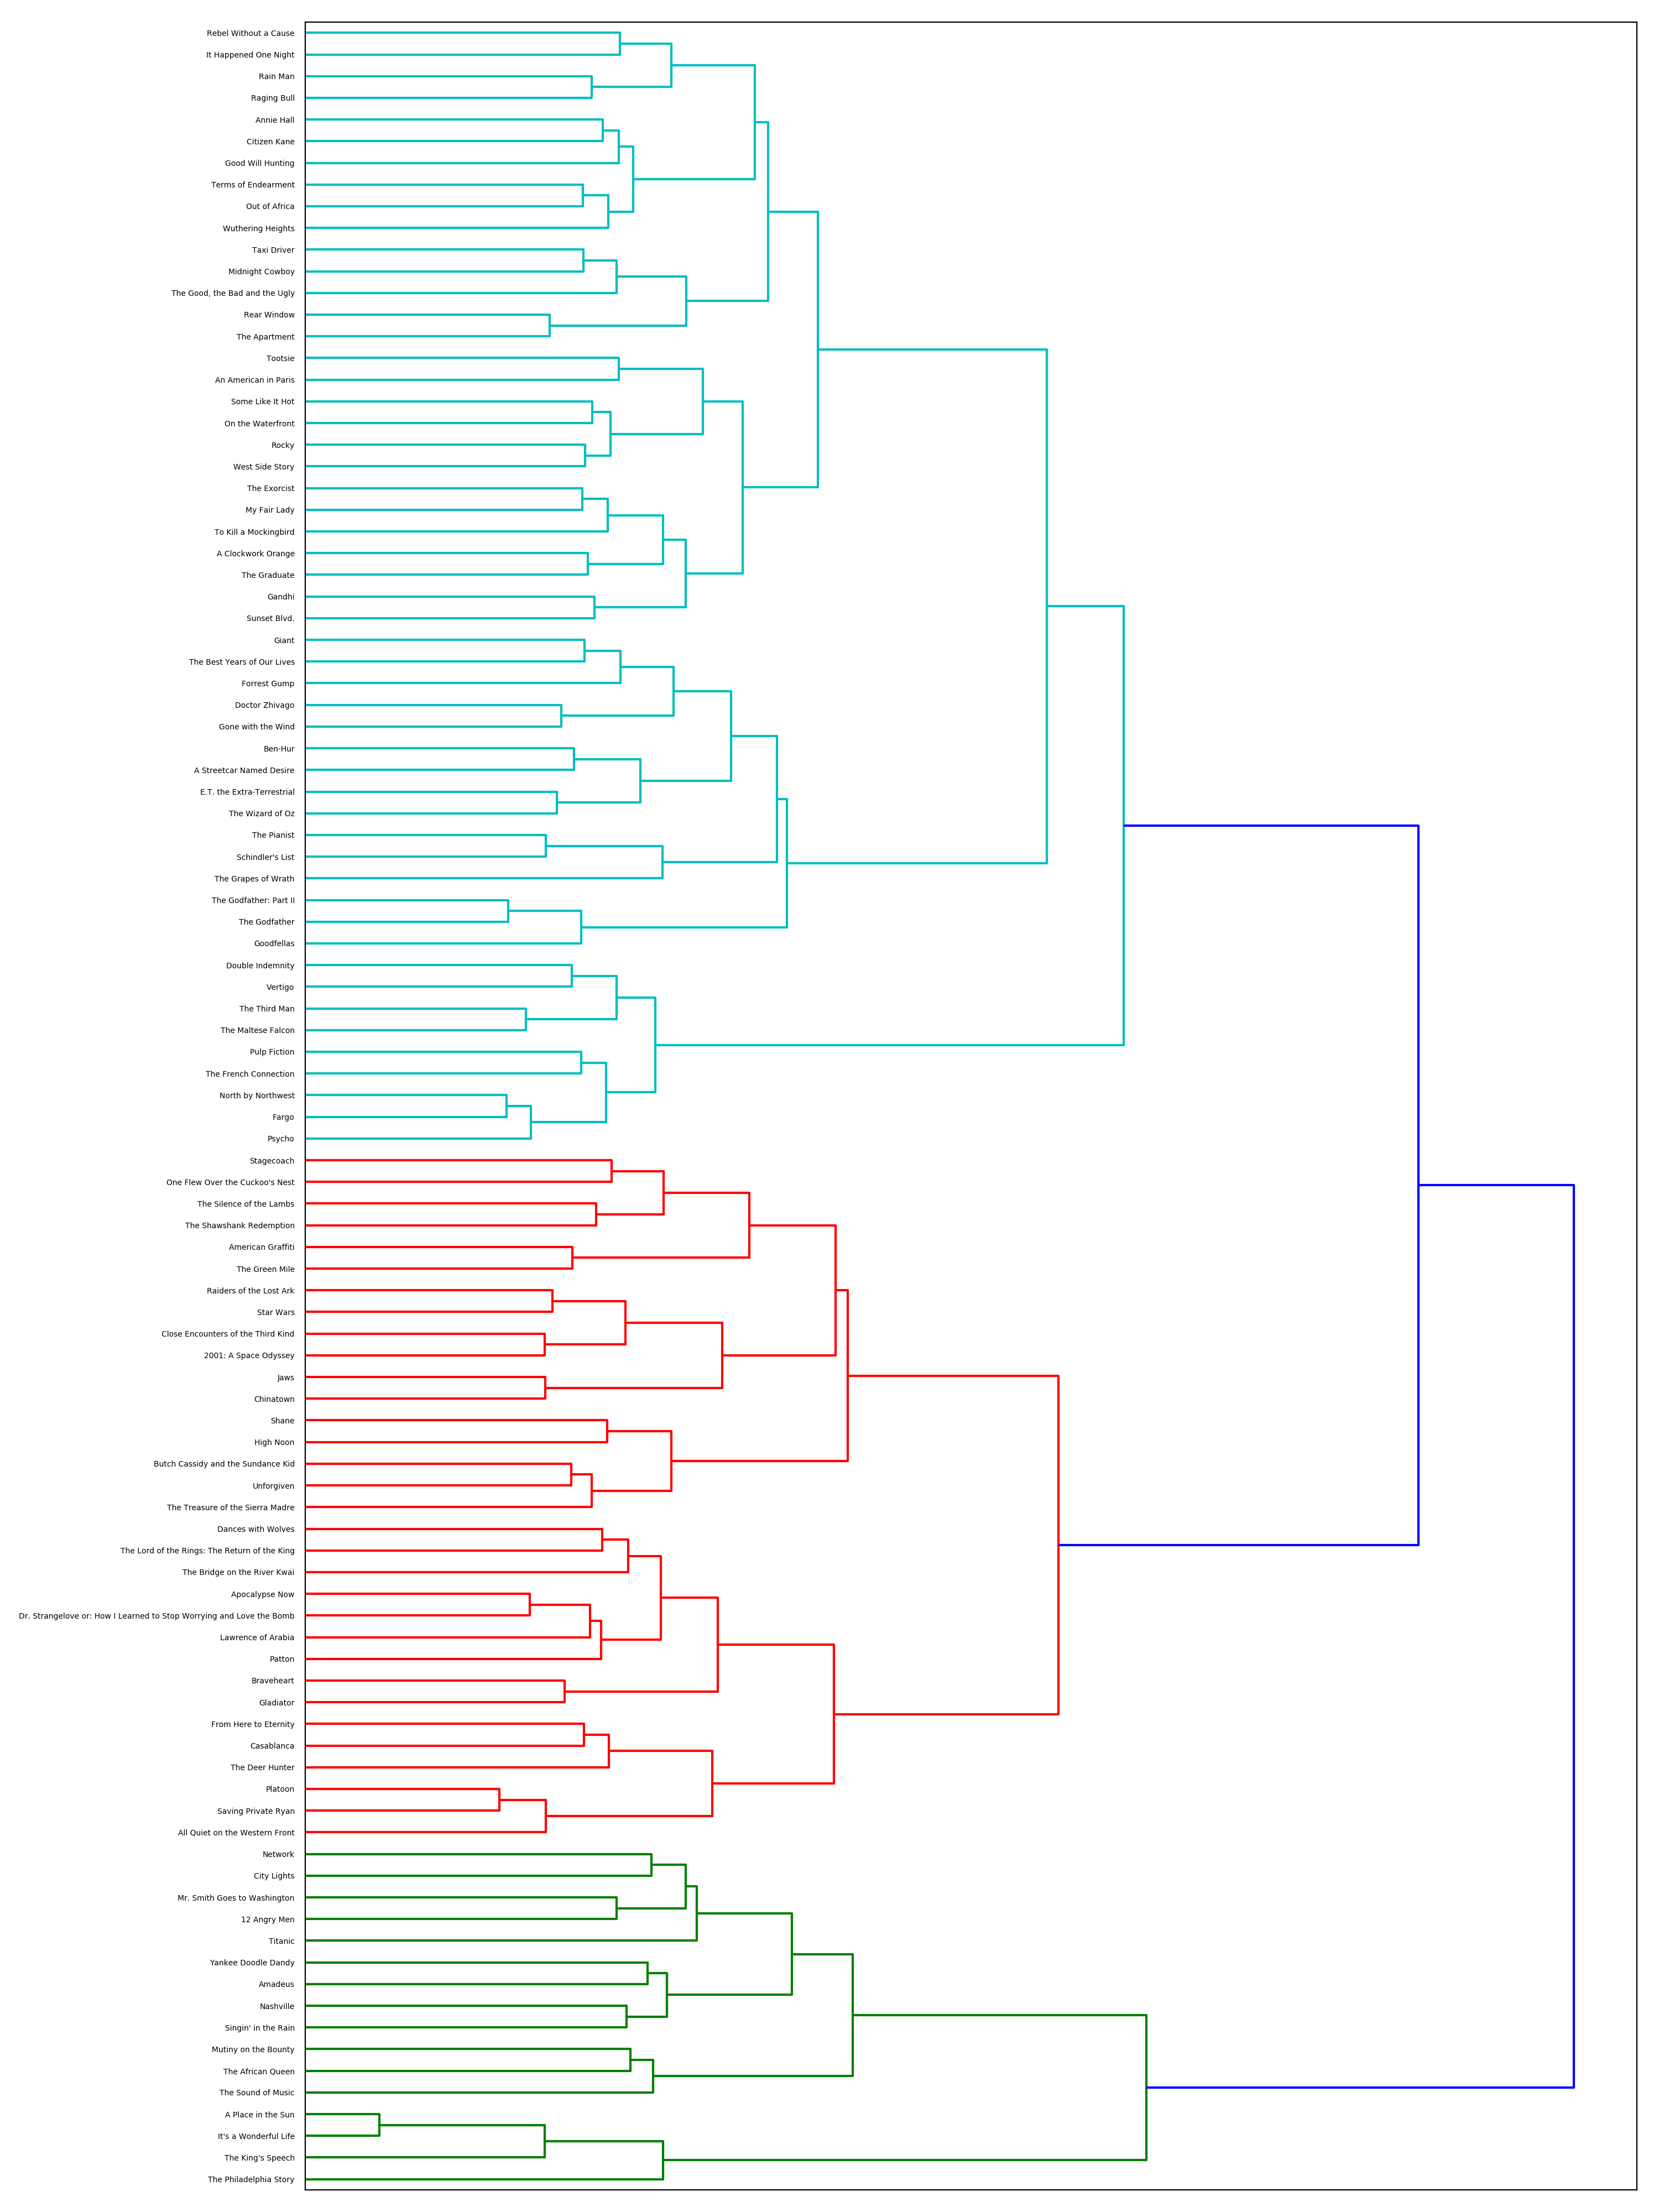 Rebel Without a Cause
It Happened One Night
Rain Man
Raging Bull
Annie Hall
Citizen Kane
Good Will Hunting
Terms of Endearment
Out of Africa
Wuthering Heights
Taxi Driver
Midnight Cowboy
The Good, the Bad and the Ugly
Rear Window
The Apartment
Tootsie
An American in Paris
Some Like It Hot
On the Waterfront
Rocky
West Side Story
The Exorcist
My Fair Lady
To Kill a Mockingbird
A Clockwork Orange
The Graduate
Gandhi
Sunset Blvd.
Giant
The Best Years of Our Lives
Forrest Gump
Doctor Zhivago
Gone with the Wind
Ben-Hur
A Streetcar Named Desire
E.T. the Extra-Terrestrial
The Wizard of Oz
The Pianist
Schindler's List
The Grapes of Wrath
The Godfather: Part II
The Godfather
Goodfellas
Double Indemnity
Vertigo
The Third Man
The Maltese Falcon
Pulp Fiction
The French Connection
North by Northwest
Fargo
Psycho
Stagecoach
One Flew Over the Cuckoo's Nest
The Silence of the Lambs
The Shawshank Redemption
American Graffiti
The Green Mile
Raiders of the Lost Ark
Star Wars
Close Encounters of the Third Kind
2001: A Space Odyssey
Jaws
Chinatown
Shane
High Noon
Butch Cassidy and the Sundance Kid
Unforgiven
The Treasure of the Sierra Madre
Dances with Wolves
The Lord of the Rings: The Return of the King
The Bridge on the River Kwai
Apocalypse Now
Dr. Strangelove or: How I Learned to Stop Worrying and Love the Bomb
Lawrence of Arabia
Patton
Braveheart
Gladiator
From Here to Eternity
Casablanca
The Deer Hunter
Platoon
Saving Private Ryan
All Quiet on the Western Front
Network
City Lights
Mr. Smith Goes to Washington
12 Angry Men
Titanic
Yankee Doodle Dandy
Amadeus
Nashville
Singin' in the Rain
Mutiny on the Bounty
The African Queen
The Sound of Music
A Place in the Sun
It's a Wonderful Life
The King's Speech
The Philadelphia Story